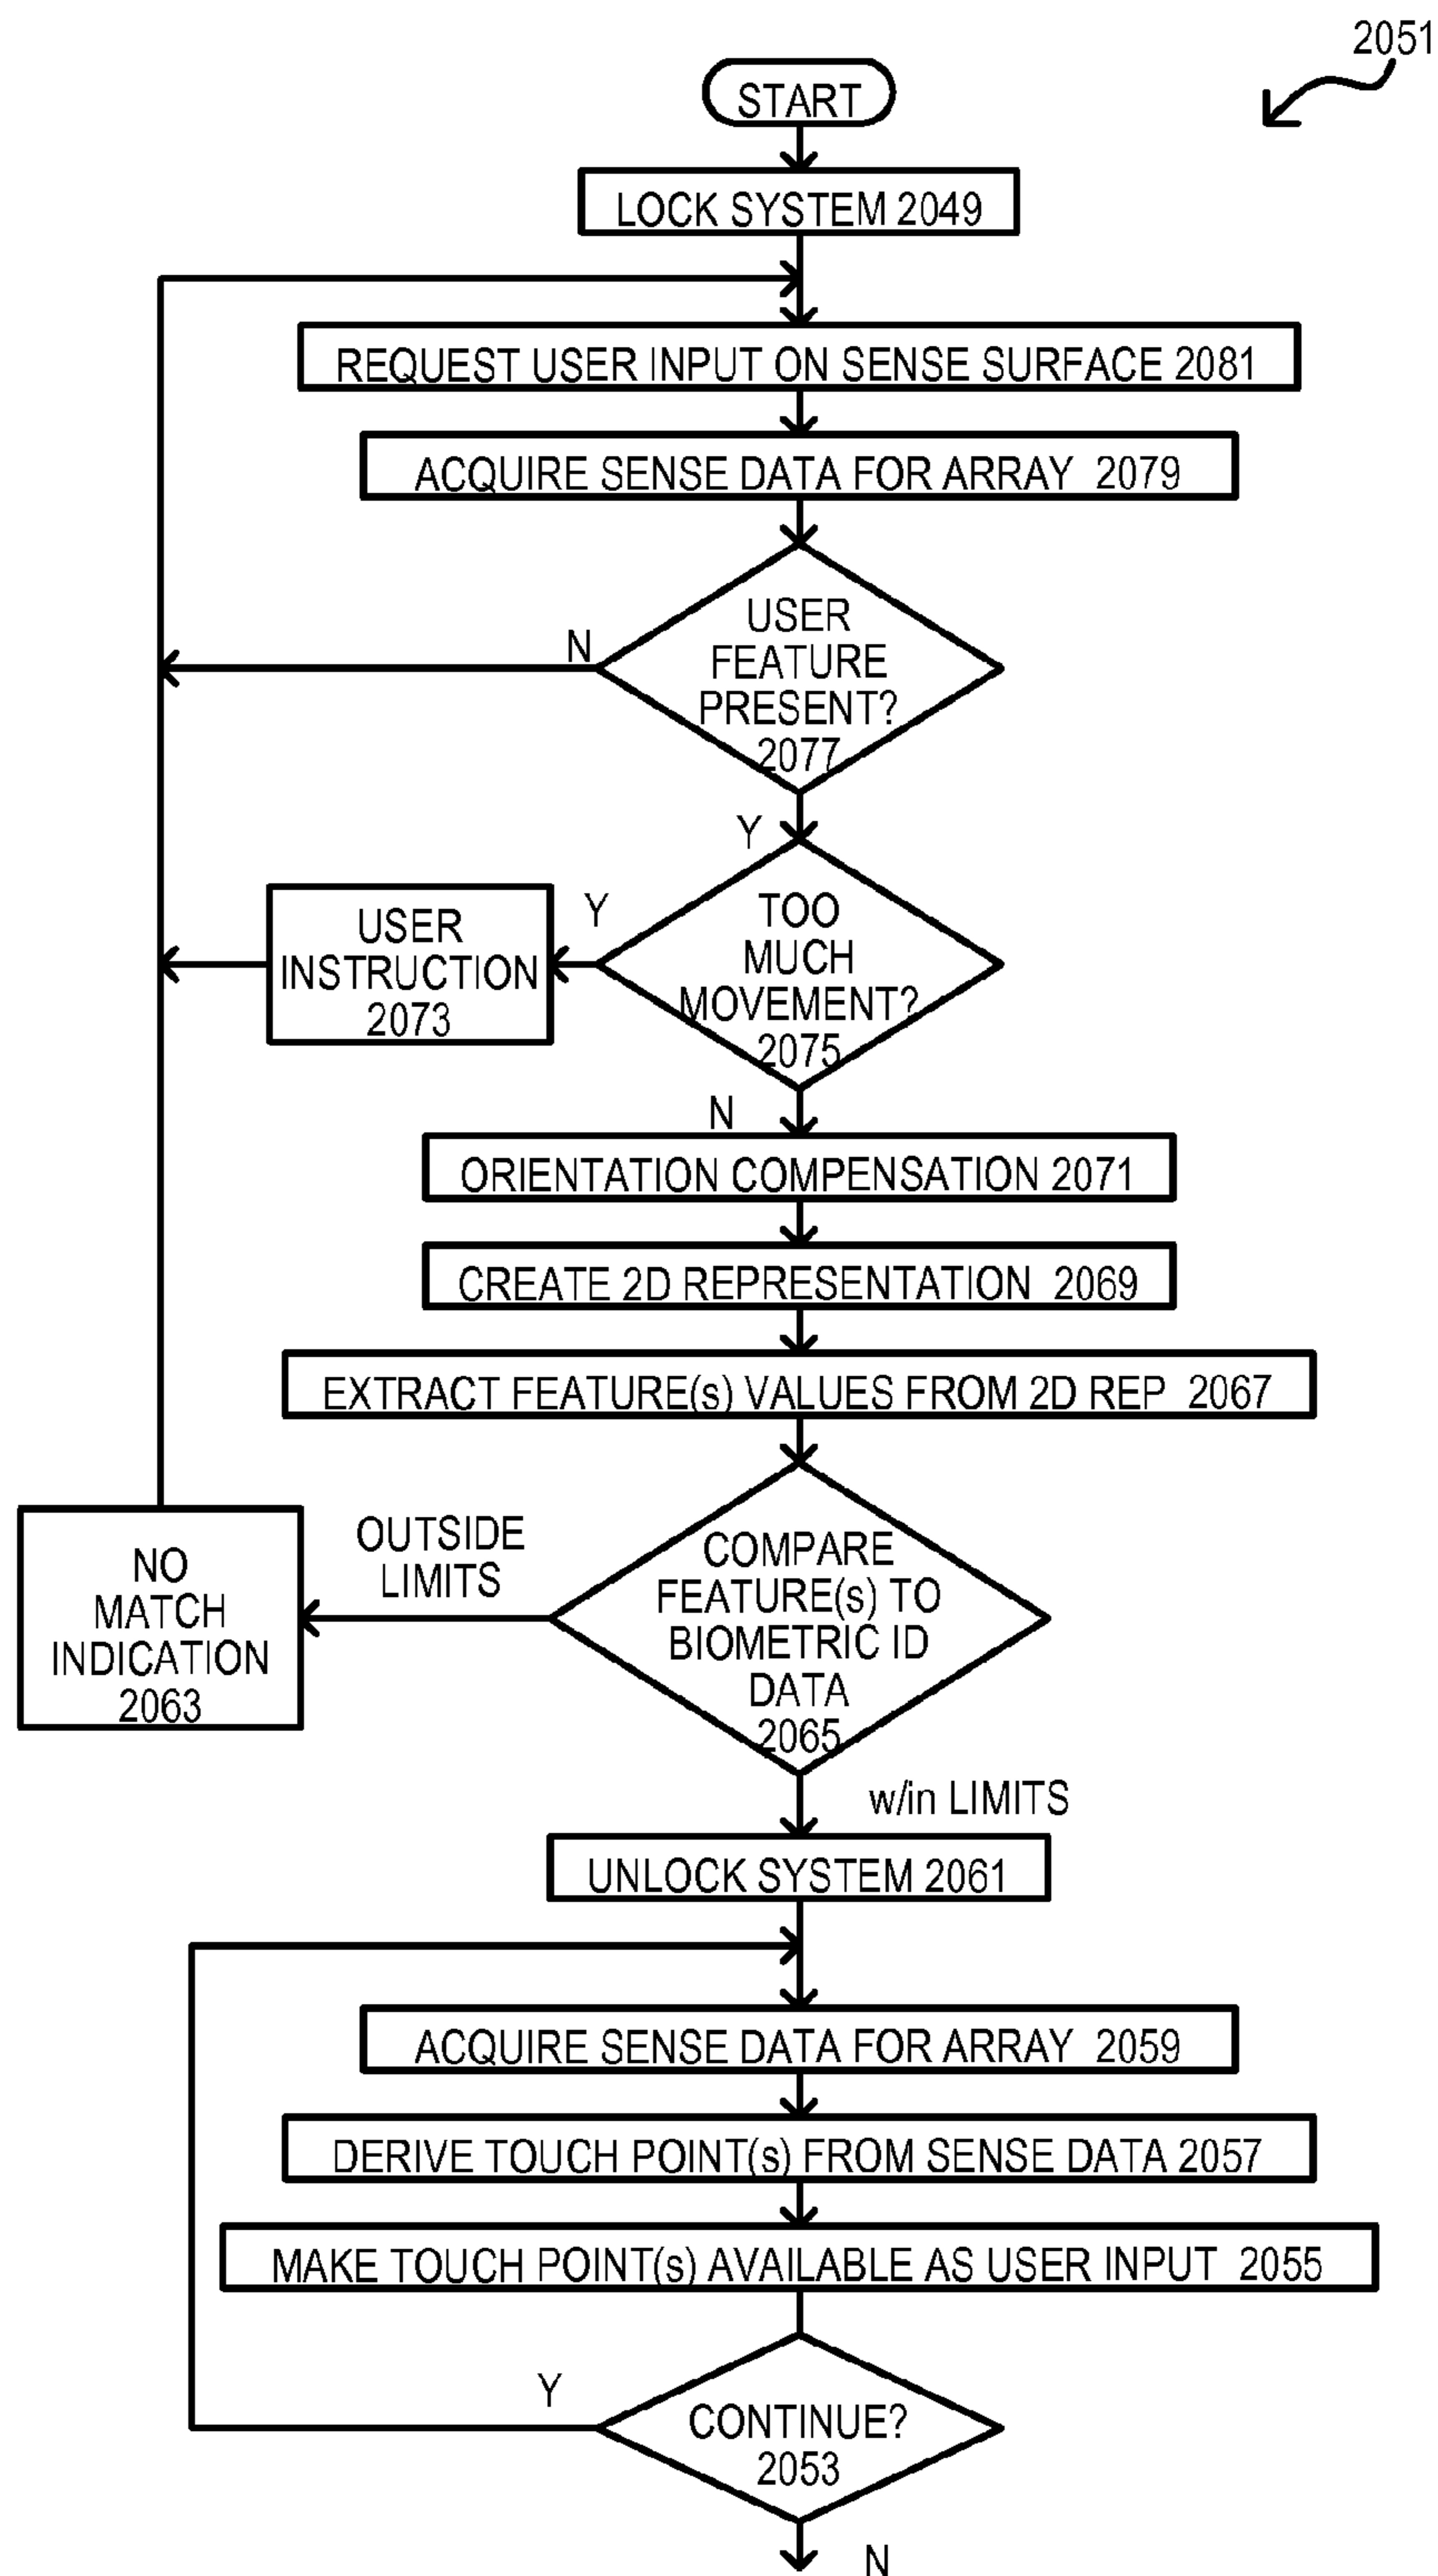 2051
START
LOCK SYSTEM 2049
REQUEST USER INPUT ON SENSE SURFACE 2081
ACQUIRE SENSE DATA FOR ARRAY 2079
USER
FEATURE
PRESENT?
2077
N
Y
TOO
MUCH
MOVEMENT?
2075
Y
USER
INSTRUCTION
2073
N
ORIENTATION COMPENSATION 2071
CREATE 2D REPRESENTATION 2069
EXTRACT FEATURE(s) VALUES FROM 2D REP 2067
COMPARE
FEATURE(s) TO
BIOMETRIC ID
DATA
2065
OUTSIDE
LIMITS
NO
MATCH
INDICATION
2063
w/in LIMITS
UNLOCK SYSTEM 2061
ACQUIRE SENSE DATA FOR ARRAY 2059
DERIVE TOUCH POINT(s) FROM SENSE DATA 2057
MAKE TOUCH POINT(s) AVAILABLE AS USER INPUT 2055
Y
CONTINUE?
2053
N